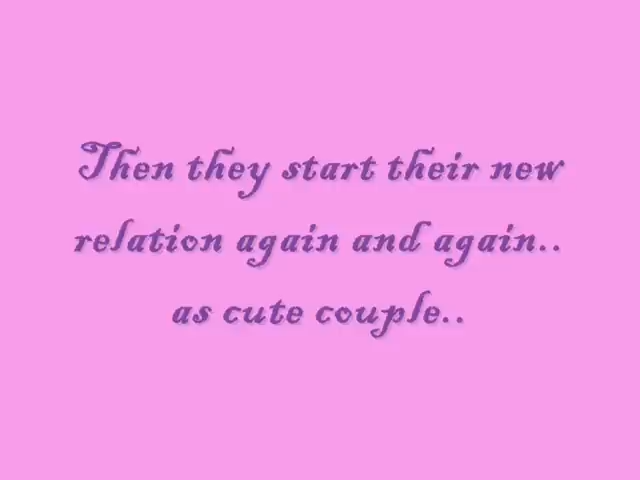 Then they start their new
relation again and again..
as cute couple..